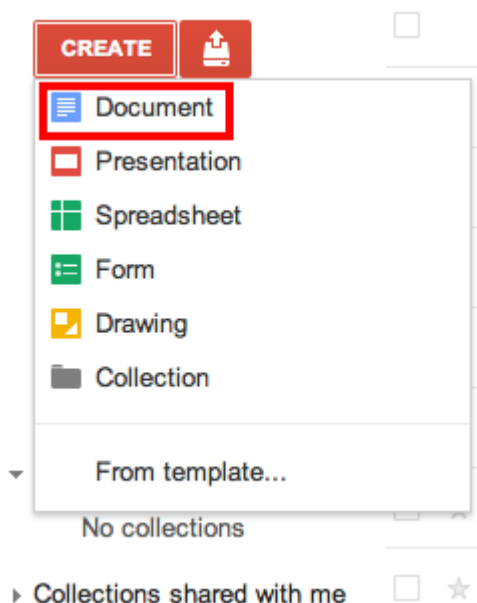 CREATE
Document
Presentation
Spreadsheet
Form
Drawing
Collection
From template...
No collections
Collections shared with me